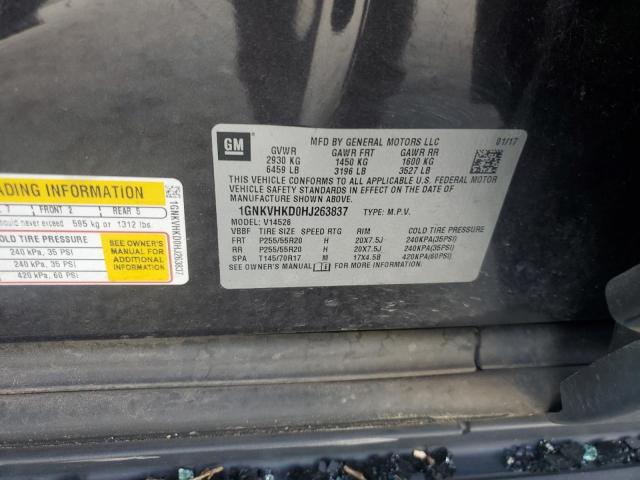 GM
MFD BY GENERAL MOTORS LLC 01/17
GVWR GAWR FRT GAWR RR
2930 KG 1450 KG 1600 KG
6459 LB 3196 LB 3527 LB
THIS VEHICLE CONFORMS TO ALL APPLICABLE U.S. FEDERAL MOTOR
VEHICLE SAFETY, BUMPER, AND THEFT PREVENTION STANDARDS IN EFFECT ON THE DATE OF
MANUFACTURE SHOWN ABOVE.
1GNKVHKD0HJ263837 TYPE: M.P.V.
MODEL: V14526
VBBF TIRE SIZE SPEED RTG RIM COLD TIRE PRESSURE
FRT P255/55R20 H 20X7.5J 240KPA(35PSI)
RR P255/55R20 H 20X7.5J 240KPA(35PSI)
SPA T145/70R17 M 17X4.5B 420KPA(60PSI)
SEE OWNER'S MANUAL FOR MORE INFORMATION.
ADING INFORMATION
7 FRONT 2 REAR 5
ould never exceed 595 kg or 1312 lbs.
COLD TIRE PRESSURE
240 kPa, 35 PSI
240 kPa, 35 PSI
420 kPa, 60 PSI
SEE OWNER'S
MANUAL FOR
ADDITIONAL
INFORMATION
1GNKVHKD0HJ263837